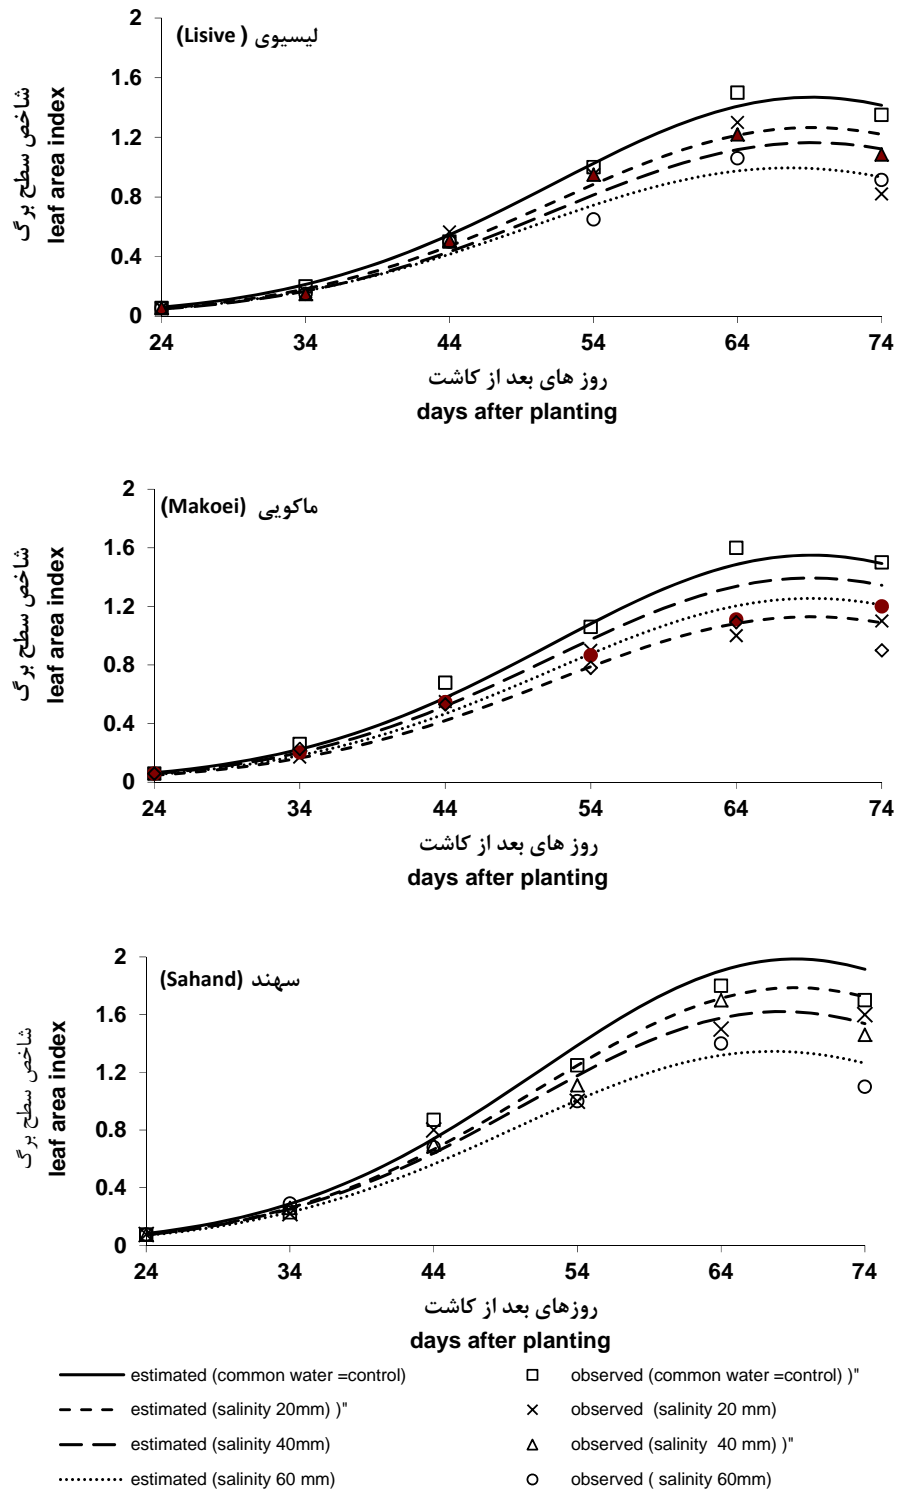 لیسیوی (Lisive )
2
1.6
1.2
0.8
0.4
0
شاخص سطح برگ
leaf area index
24 34 44 54 64 74
روز های بعد از کاشت
days after planting
ماکویی (Makoei)
2
1.6
1.2
0.8
0.4
0
شاخص سطح برگ
leaf area index
24 34 44 54 64 74
روز های بعد از کاشت
days after planting
سهند (Sahand)
2
1.6
1.2
0.8
0.4
0
شاخص سطح برگ
leaf area index
24 34 44 54 64 74
روزهای بعد از کاشت
days after planting
estimated (common water =control) observed (common water =control) )"
estimated (salinity 20mm) )" observed (salinity 20 mm)
estimated (salinity 40mm) observed (salinity 40 mm) )"
estimated (salinity 60 mm) observed ( salinity 60mm)